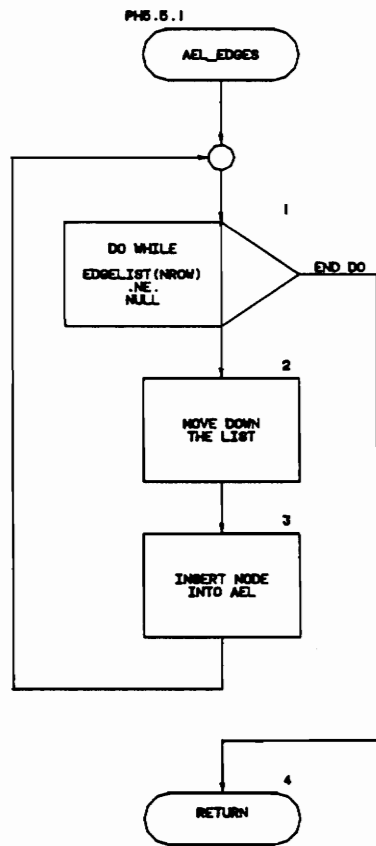 PH5.5.1
AEL_EDGES
1
DO WHILE
EDGELIST(NROW)
.NE.
NULL
END DO
2
MOVE DOWN
THE LIST
3
INSERT NODE
INTO AEL
4
RETURN